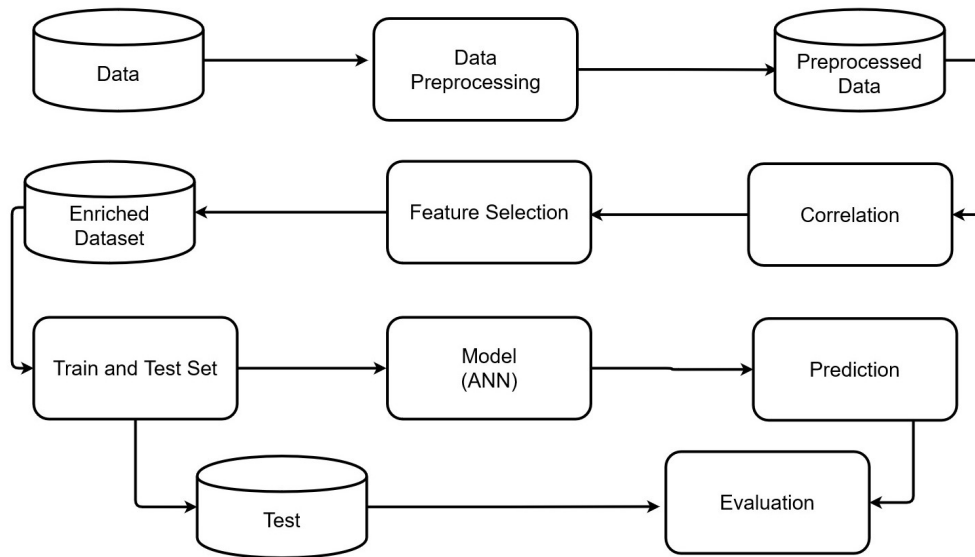 Data
Data
Preprocessing
Preprocessed
Data
Enriched
Dataset
Feature Selection
Correlation
Train and Test Set
Model
(ANN)
Prediction
Test
Evaluation